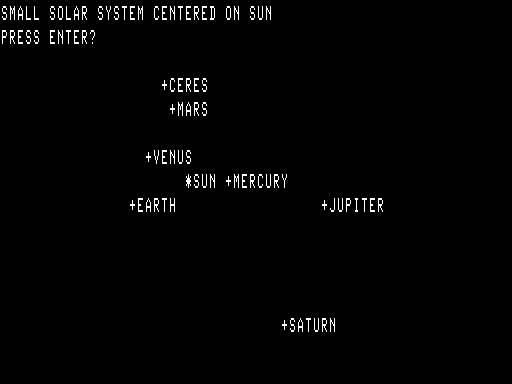 SMALL SOLAR SYSTEM CENTERED ON SUN
PRESS ENTER?
+CERES
+MARS
+VENUS
*SUN +MERCURY
+EARTH +JUPITER
+SATURN